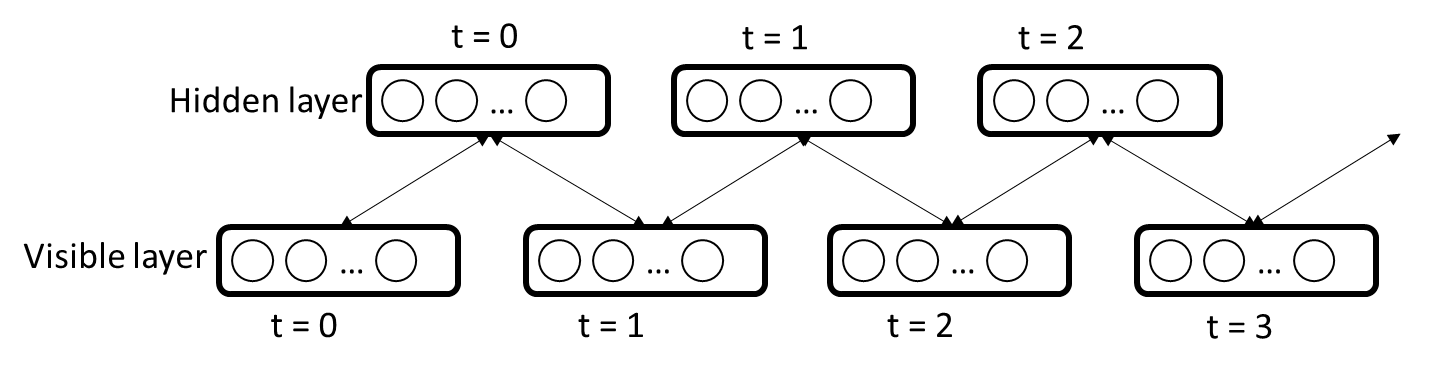 t = 0
t = 1
t = 2
Hidden layer
...
...
...
Visible layer
...
...
...
...
t = 0
t = 1
t = 2
t = 3